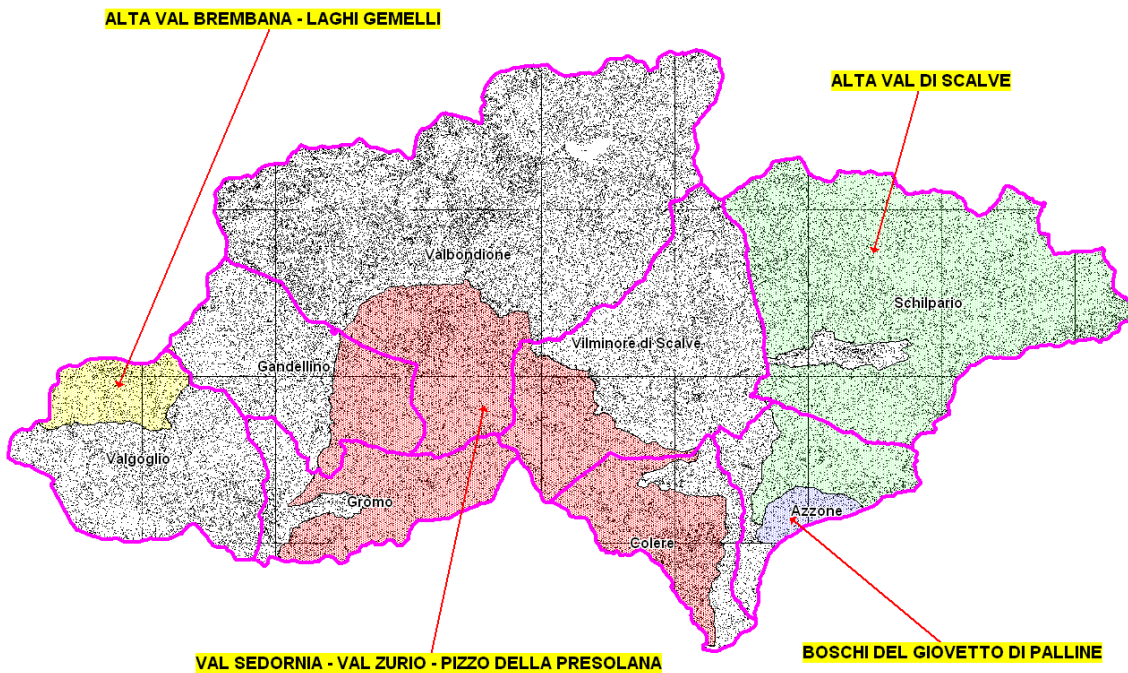 ALTA VAL BREMBANA - LAGHI GEMELLI
ALTA VAL DI SCALVE
Valbondione
Schilpario
Vilminore di Scalve
Gandellino
Valgoglio
Gromo
Azzone
Colere
BOSCHI DEL GIOVETTO DI PALLINE
VAL SEDORNIA - VAL ZURIO - PIZZO DELLA PRESOLANA